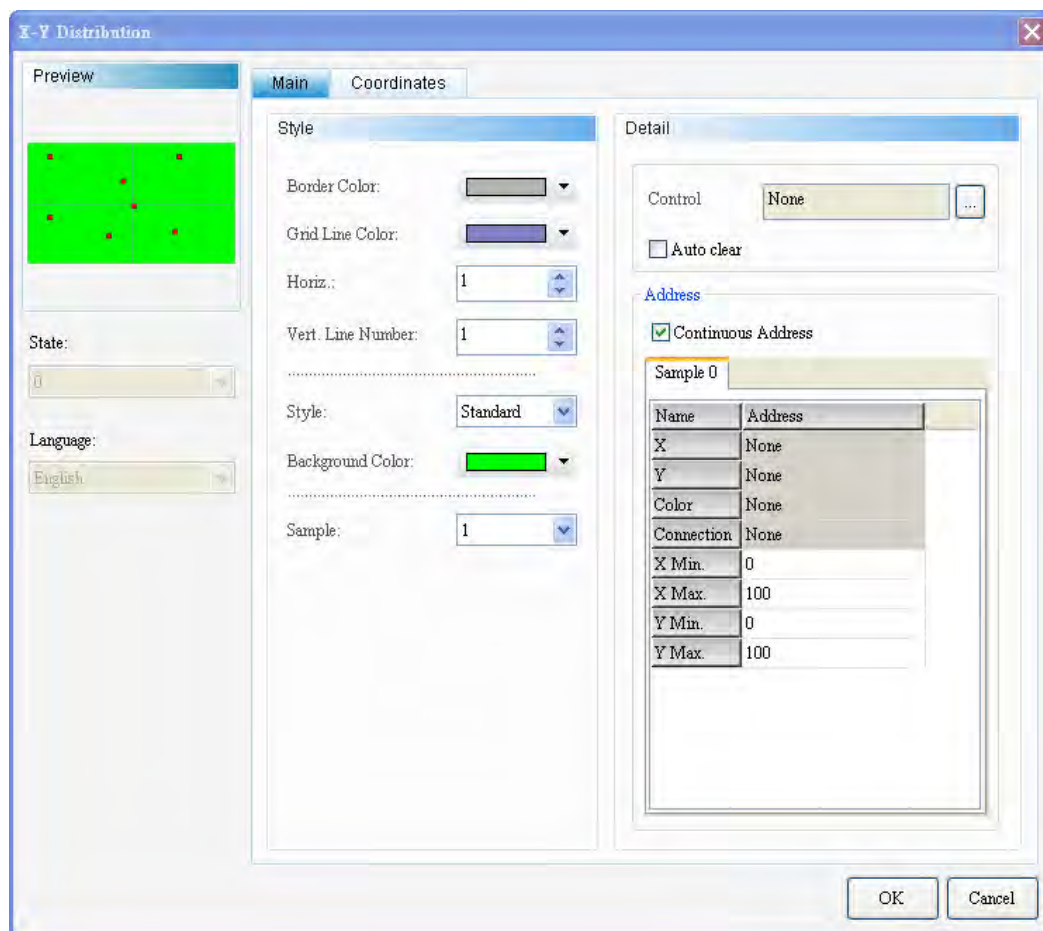 X-Y Distribution
Preview
State:
0
Language:
English
Main Coordinates
Style
Border Color:
Grid Line Color:
Horiz.: 1
Vert. Line Number: 1
Style: Standard
Background Color:
Sample: 1
Detail
Control None ...
Auto clear
Address
Continuous Address
Sample 0
Name Address
X None
Y None
Color None
Connection None
X Min. 0
X Max. 100
Y Min. 0
Y Max. 100
OK Cancel